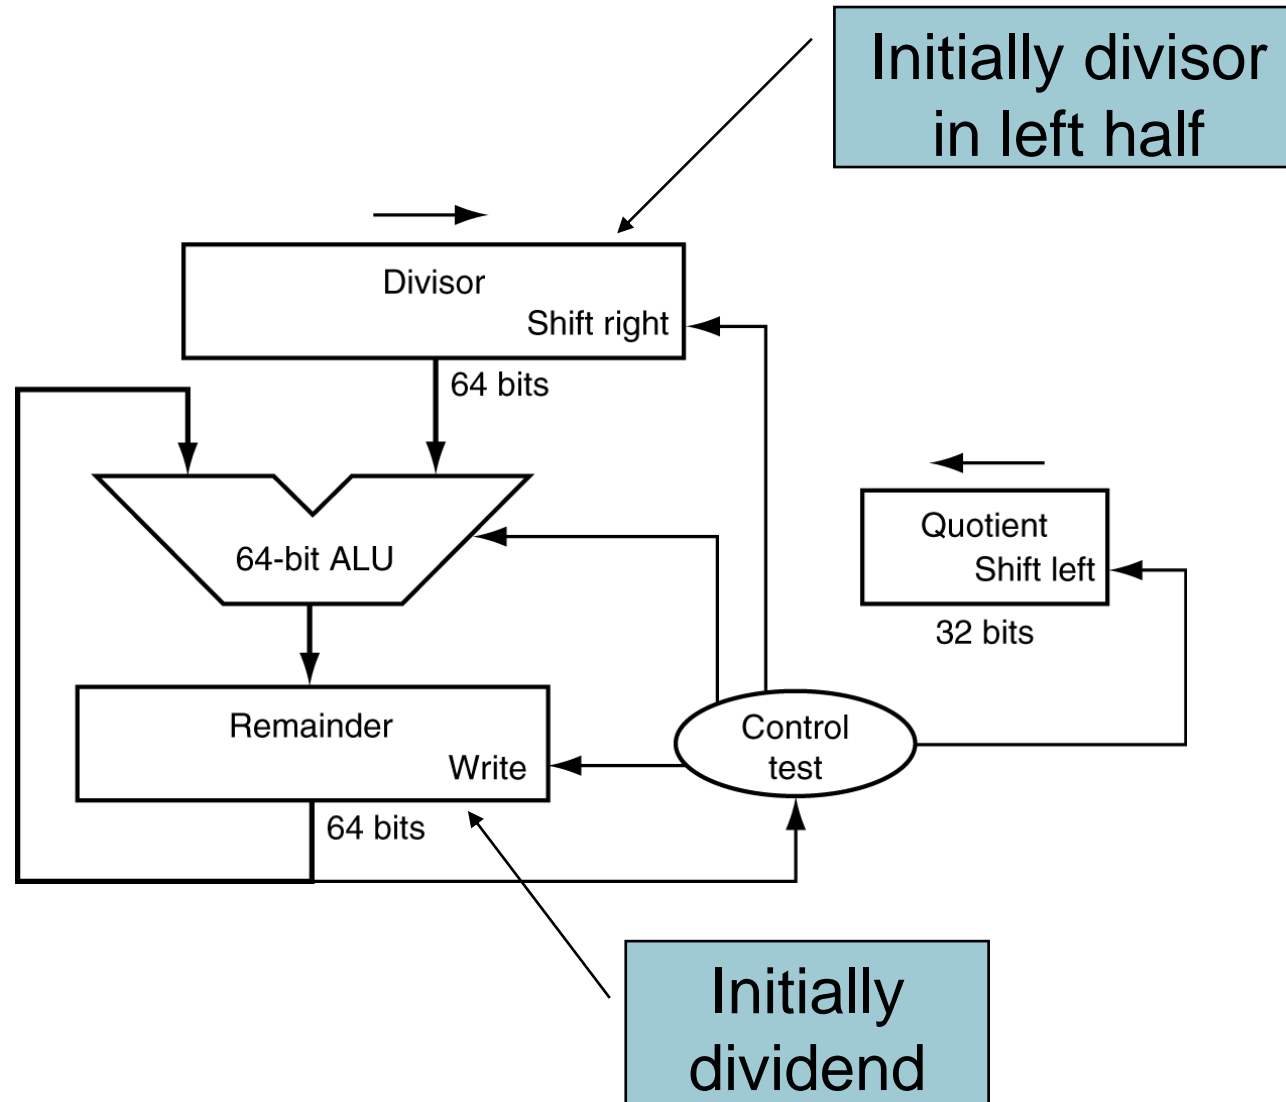 Initially divisor
in left half
Divisor
Shift right
64 bits
64-bit ALU
Quotient
Shift left
32 bits
Remainder
Write
Control
test
64 bits
Initially
dividend